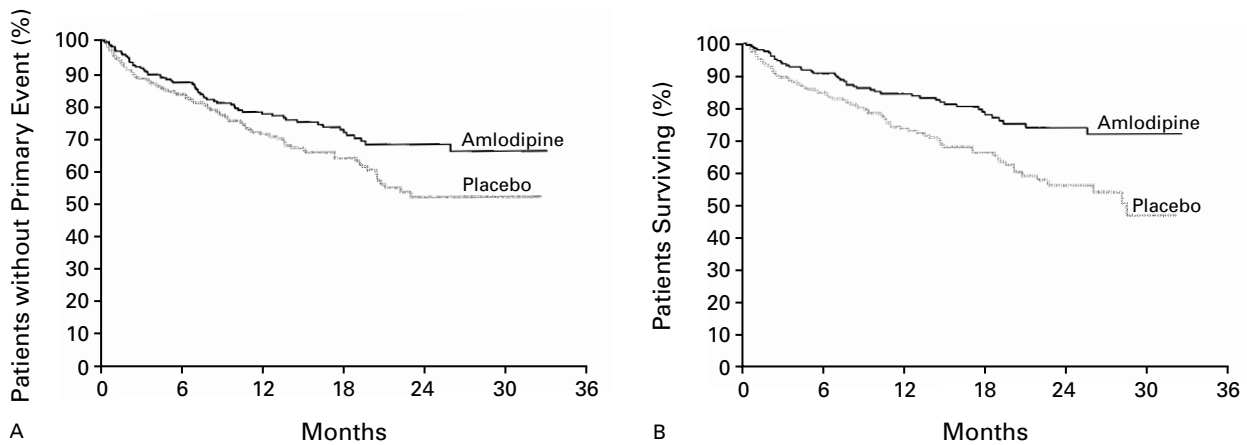 Patients without Primary Event (%)
100
90
80
70
60
50
40
30
20
10
0
Amlodipine
Placebo
0 6 12 18 24 30 36
A
Months
Patients Surviving (%)
100
90
80
70
60
50
40
30
20
10
0
Amlodipine
Placebo
0 6 12 18 24 30 36
B
Months